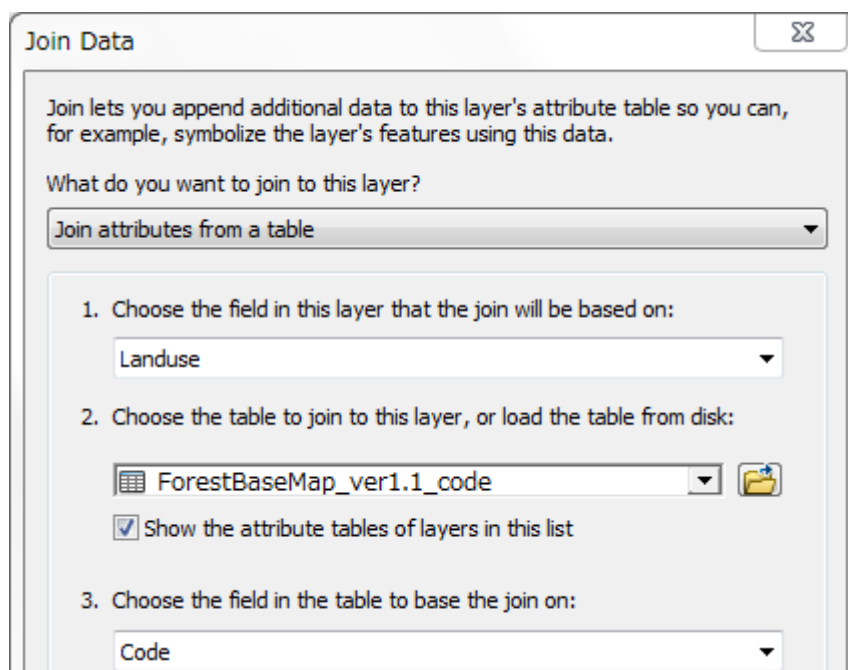 Join Data
Join lets you append additional data to this layer's attribute table so you can,
for example, symbolize the layer's features using this data.
What do you want to join to this layer?
Join attributes from a table
1. Choose the field in this layer that the join will be based on:
Landuse
2. Choose the table to join to this layer, or load the table from disk:
ForestBaseMap_ver1.1_code
Show the attribute tables of layers in this list
3. Choose the field in the table to base the join on:
Code